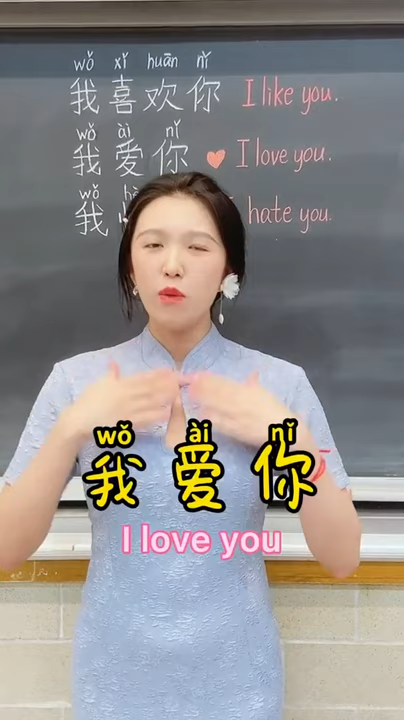 wǒ xǐ huān nǐ
我喜欢你 I like you.
wǒ ài nǐ
我爱你 I love you.
wǒ
我 hate you.
wǒ ài nǐ
我 爱 你
I love you